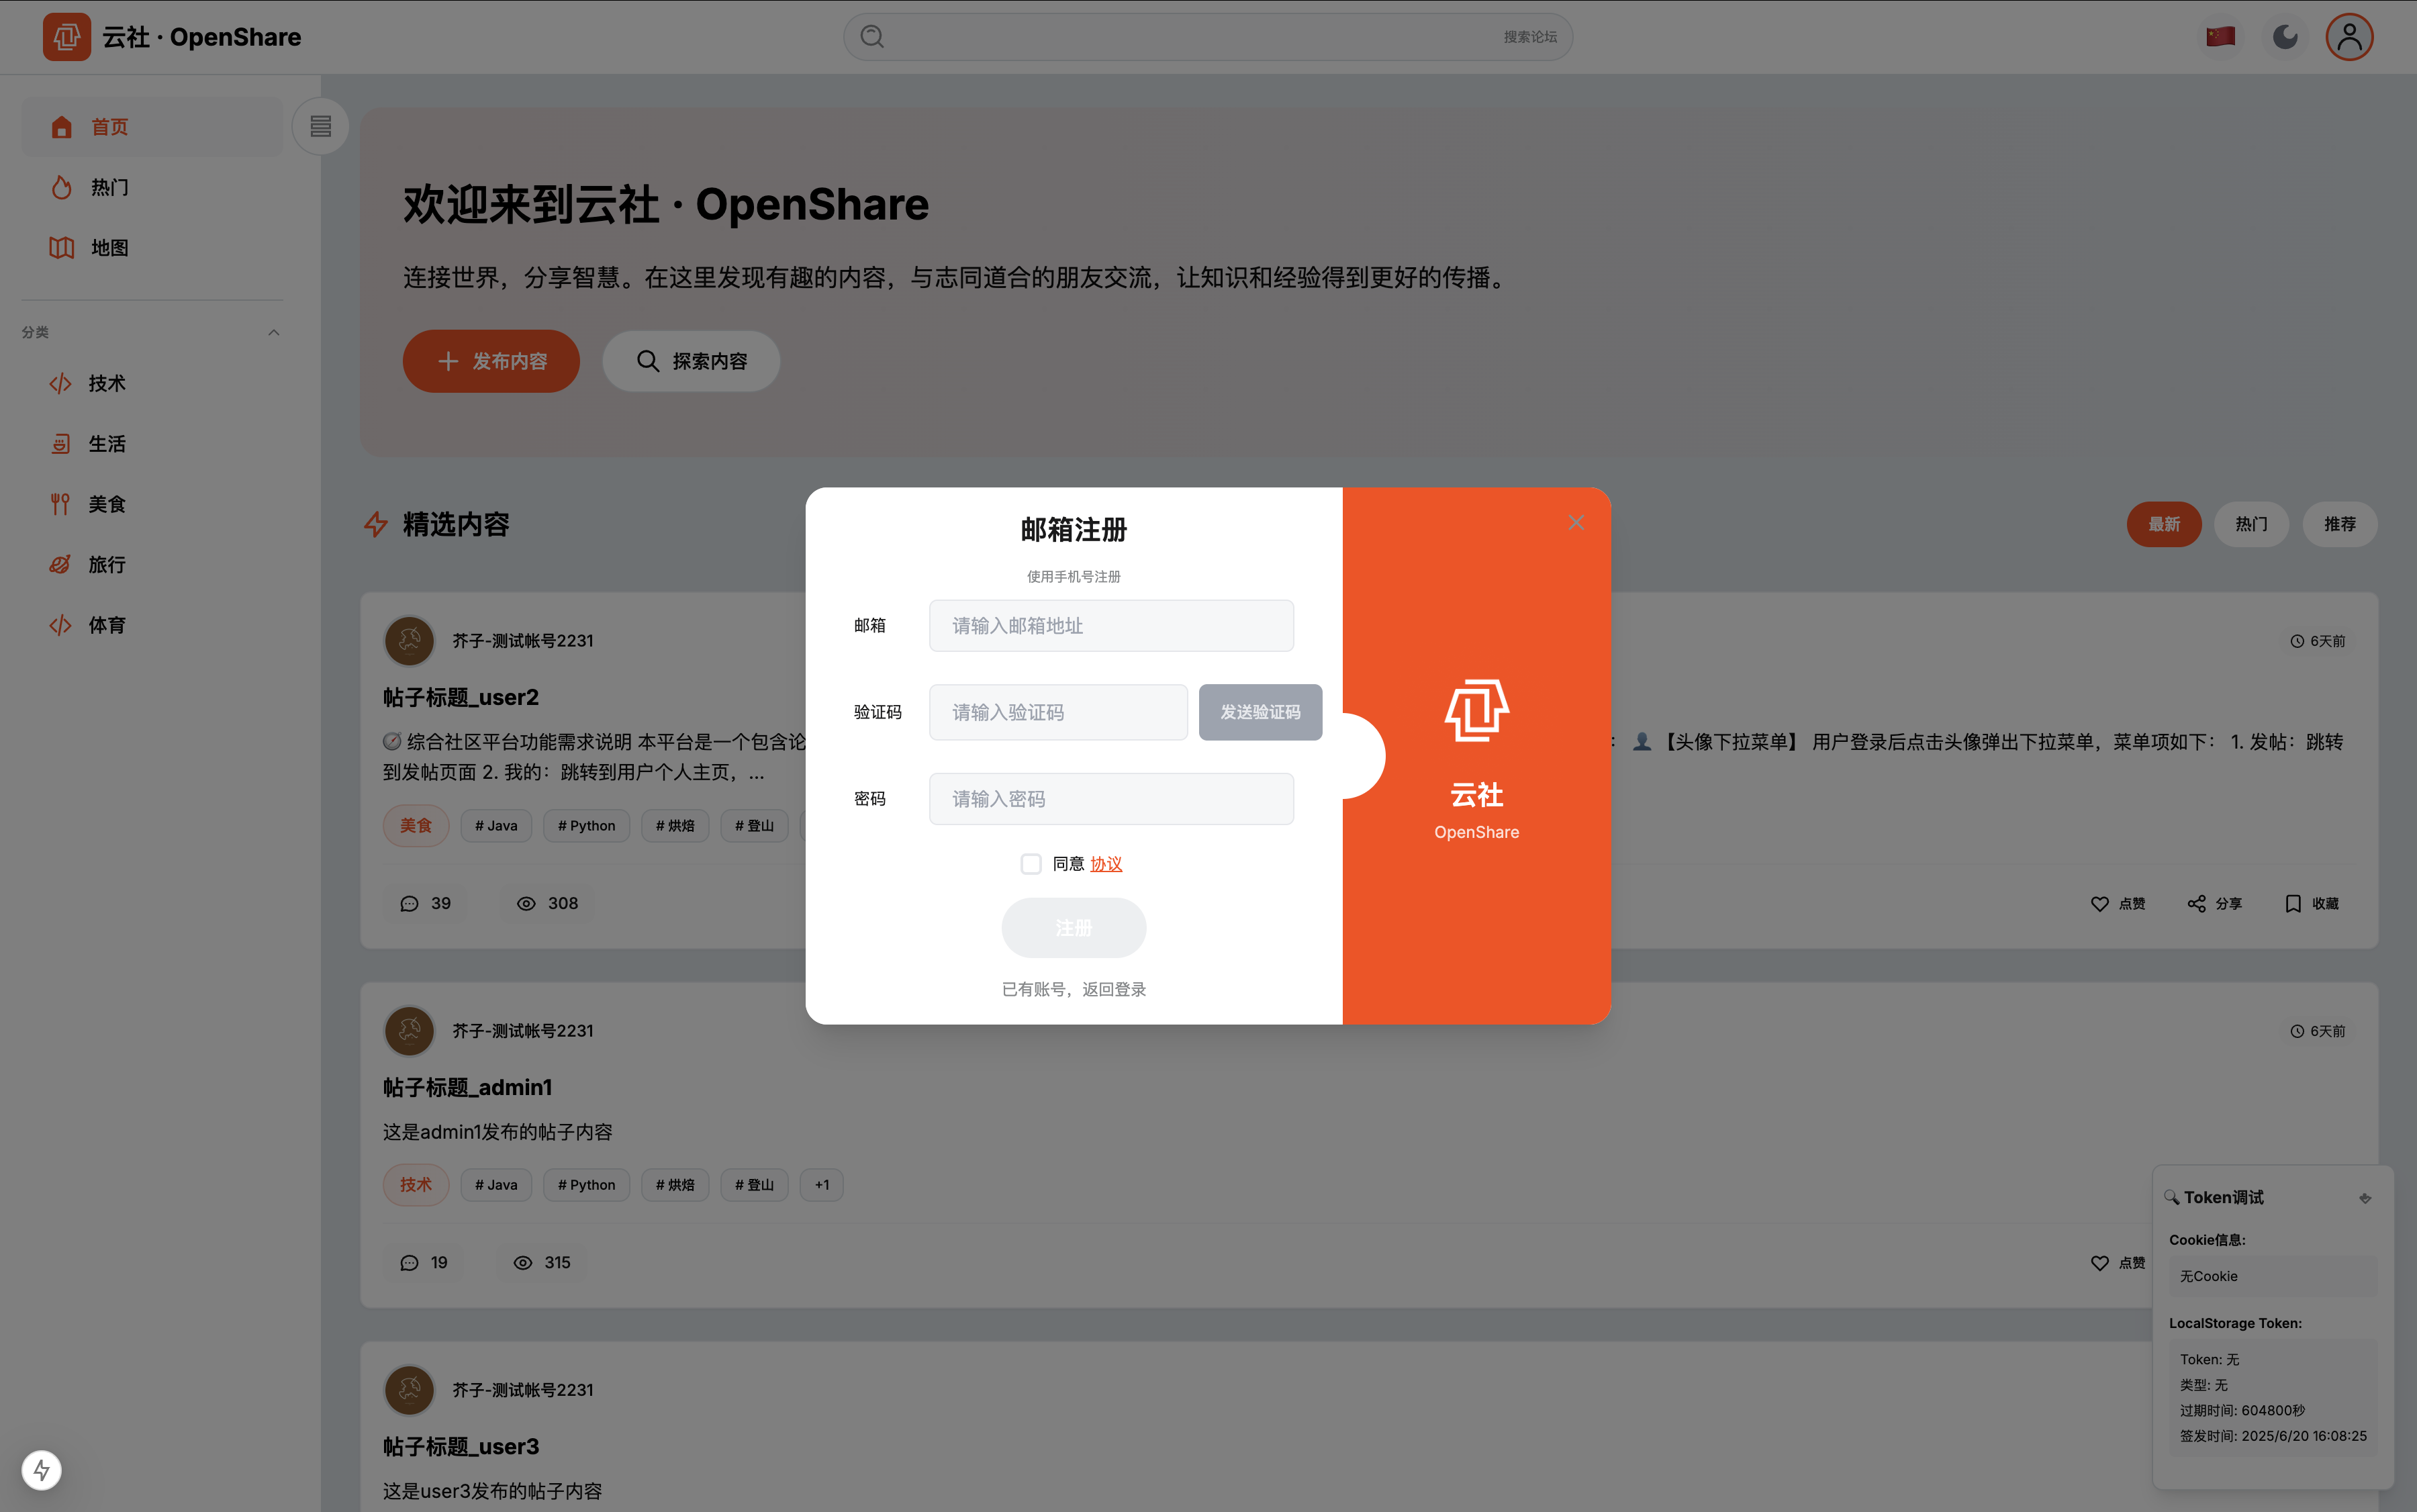 云社 · OpenShare
搜索论坛
首页
热门
地图
分类
技术
生活
美食
旅行
体育
欢迎来到云社 · OpenShare
连接世界，分享智慧。在这里发现有趣的内容，与志同道合的朋友交流，让知识和经验得到更好的传播。
发布内容
探索内容
精选内容
最新
热门
推荐
芥子-测试帐号2231
6天前
帖子标题_user2
🧭 综合社区平台功能需求说明 本平台是一个包含论
： 👤【头像下拉菜单】 用户登录后点击头像弹出下拉菜单，菜单项如下： 1. 发帖：跳转
到发帖页面 2. 我的：跳转到用户个人主页，...
美食
# Java
# Python
# 烘焙
# 登山
39
308
点赞
分享
收藏
芥子-测试帐号2231
6天前
帖子标题_admin1
这是admin1发布的帖子内容
技术
# Java
# Python
# 烘焙
# 登山
+1
19
315
点赞
芥子-测试帐号2231
帖子标题_user3
这是user3发布的帖子内容
邮箱注册
使用手机号注册
邮箱
请输入邮箱地址
验证码
请输入验证码
发送验证码
密码
请输入密码
同意 协议
注册
已有账号，返回登录
云社
OpenShare
🔍 Token调试
Cookie信息:
无Cookie
LocalStorage Token:
Token: 无
类型: 无
过期时间: 604800秒
签发时间: 2025/6/20 16:08:25